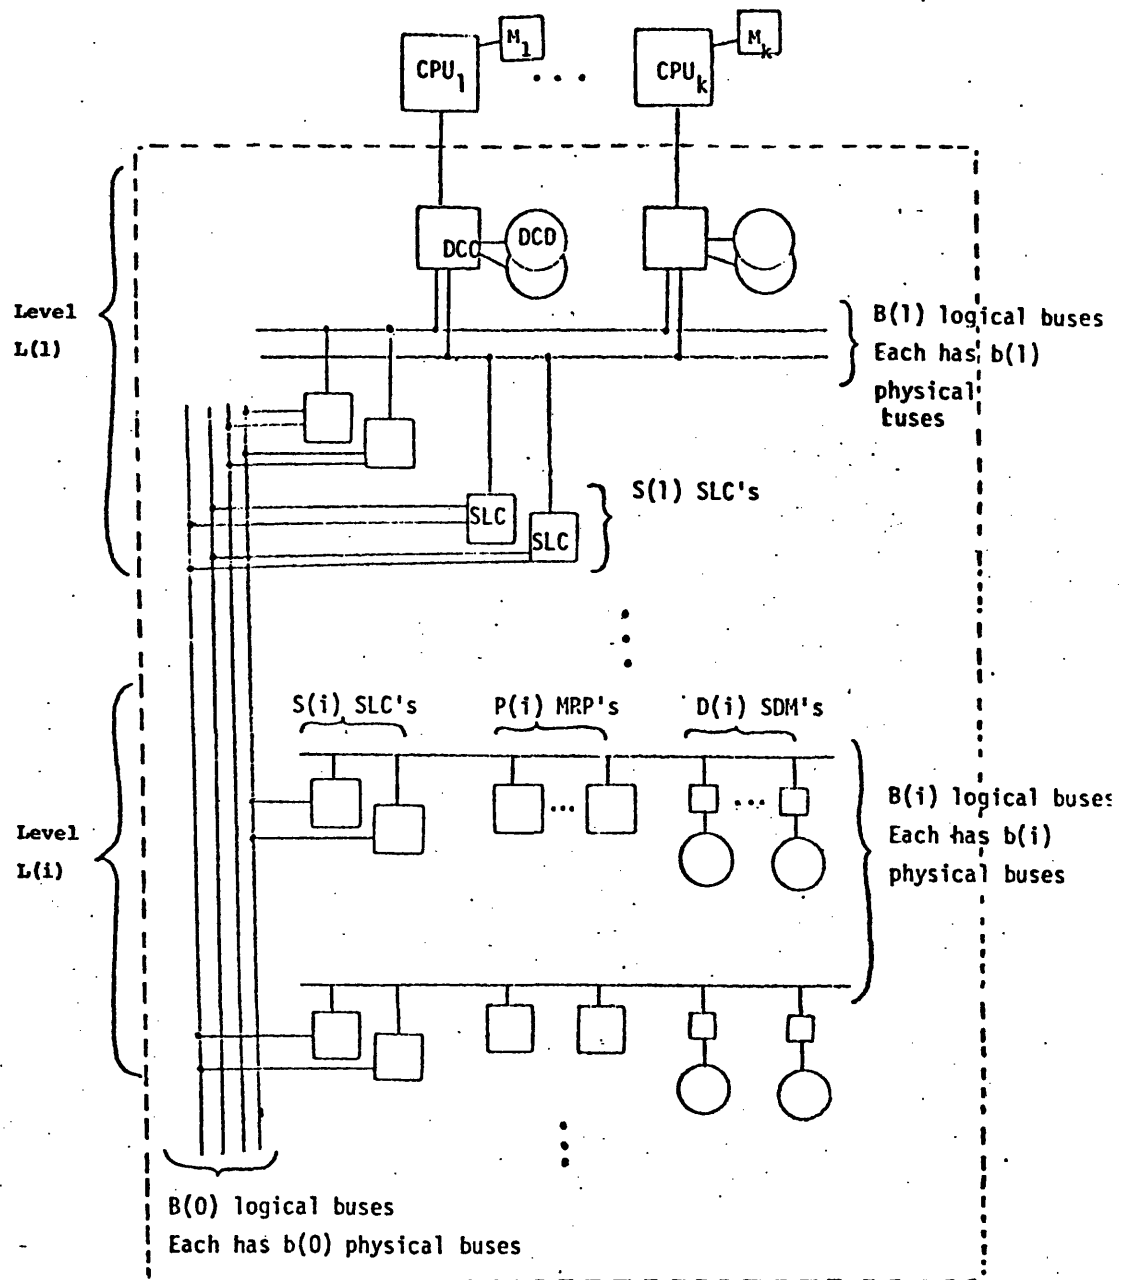 M1
Mk
CPU1
. . .
CPUk
DCC
DCD
Level
L(1)
B(1) logical buses
Each has b(1)
physical
buses
S(1) SLC's
SLC
SLC
S(i) SLC's
P(i) MRP's
D(i) SDM's
...
...
Level
L(i)
B(i) logical buses
Each has b(i)
physical buses
B(0) logical buses
Each has b(0) physical buses